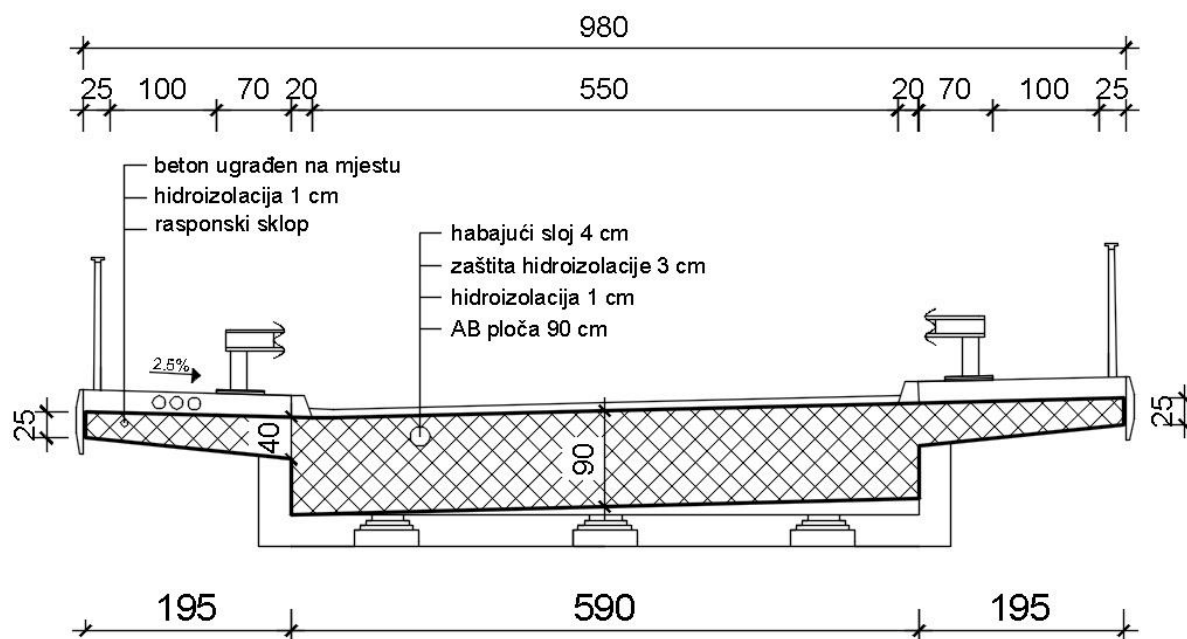 980
25 100 70 20 550 20 70 100 25
beton ugrađen na mjestu
hidroizolacija 1 cm
rasponski sklop
habajući sloj 4 cm
zaštita hidroizolacije 3 cm
hidroizolacija 1 cm
AB ploča 90 cm
2.5%
25 40 90 25
195 590 195